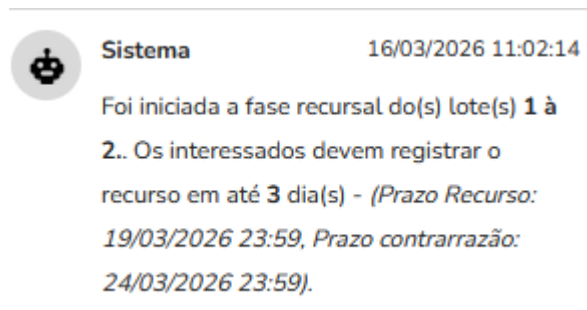 Sistema 16/03/2026 11:02:14
Foi iniciada a fase recursal do(s) lote(s) 1 à
2.. Os interessados devem registrar o
recurso em até 3 dia(s) - (Prazo Recurso:
19/03/2026 23:59, Prazo contrarrazão:
24/03/2026 23:59).